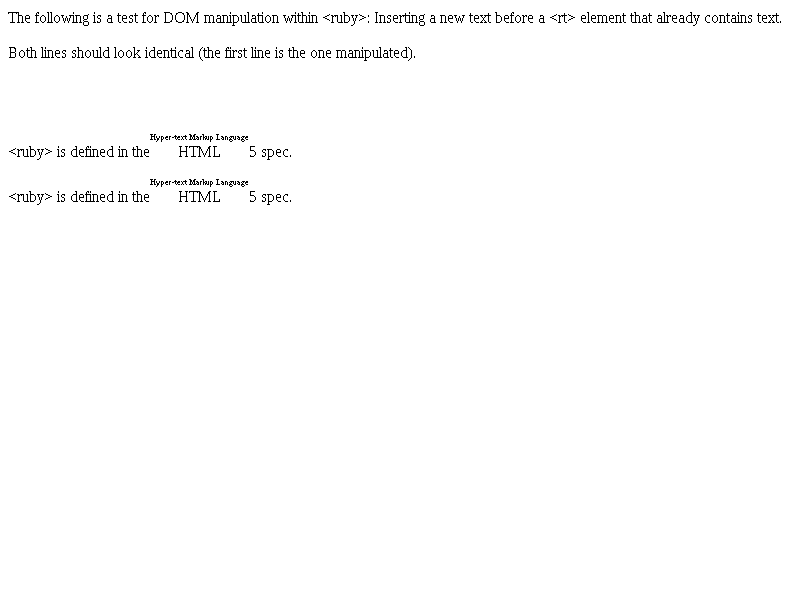 The following is a test for DOM manipulation within <ruby>: Inserting a new text before a <rt> element that already contains text.
Both lines should look identical (the first line is the one manipulated).
Hyper-text Markup Language
<ruby> is defined in the HTML 5 spec.
Hyper-text Markup Language
<ruby> is defined in the HTML 5 spec.